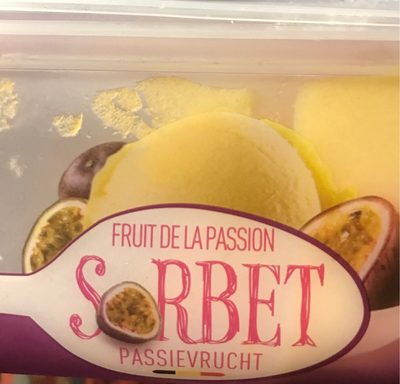 FRUIT DE LA PASSION
SORBET
PASSIEVRUCHT